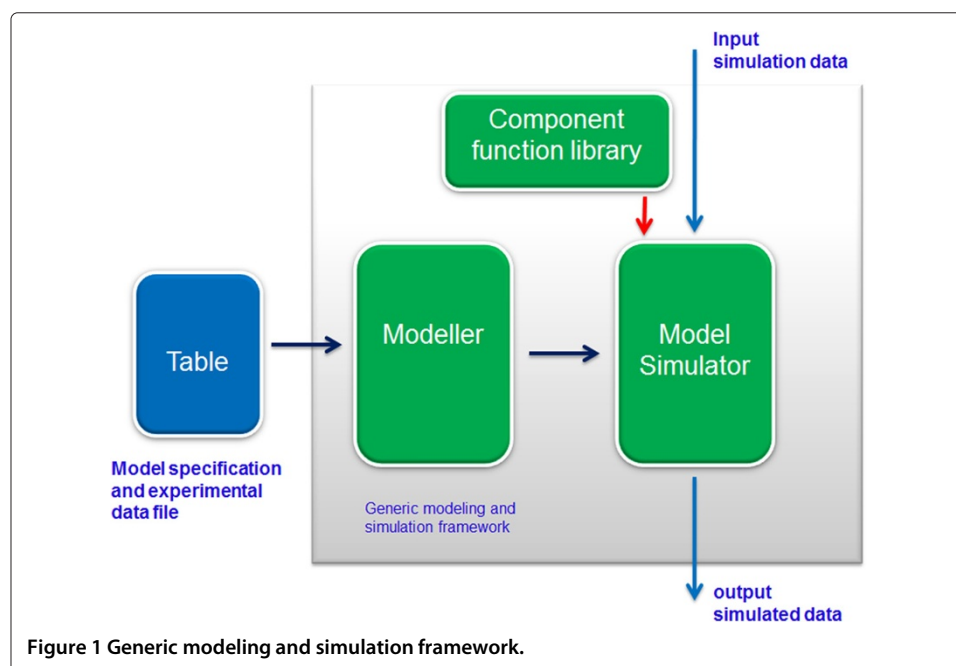 Input
simulation data
Component
function library
Modeller
Model
Simulator
Table
Model specification
and experimental
data file
Generic modeling and
simulation framework
output
simulated data
Figure 1 Generic modeling and simulation framework.